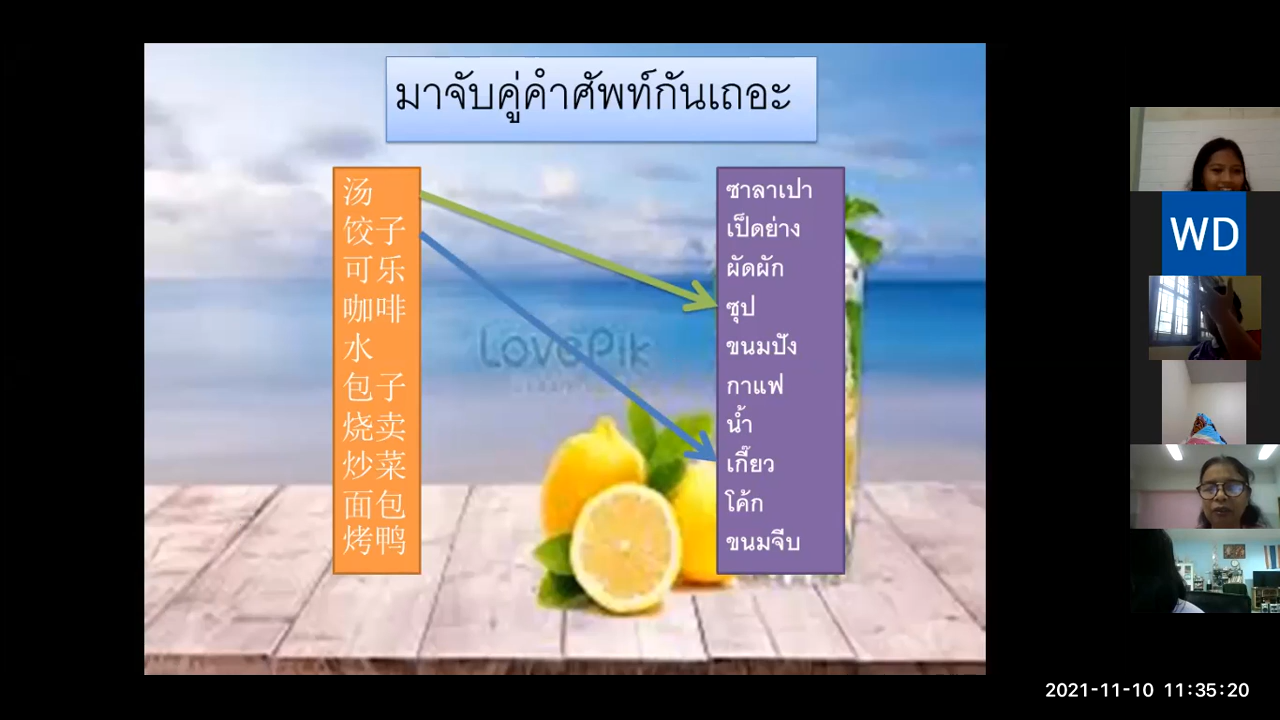 มาจับคู่คำศัพท์กันเถอะ
汤
饺子
可乐
咖啡
水
包子
烧卖
炒菜
面包
烤鸭
ซาลาเปา
เป็ดย่าง
ผัดผัก
ซุป
ขนมปัง
กาแฟ
น้ำ
เกี๊ยว
โค้ก
ขนมจีบ
LovePik
WD
2021-11-10 11:35:20